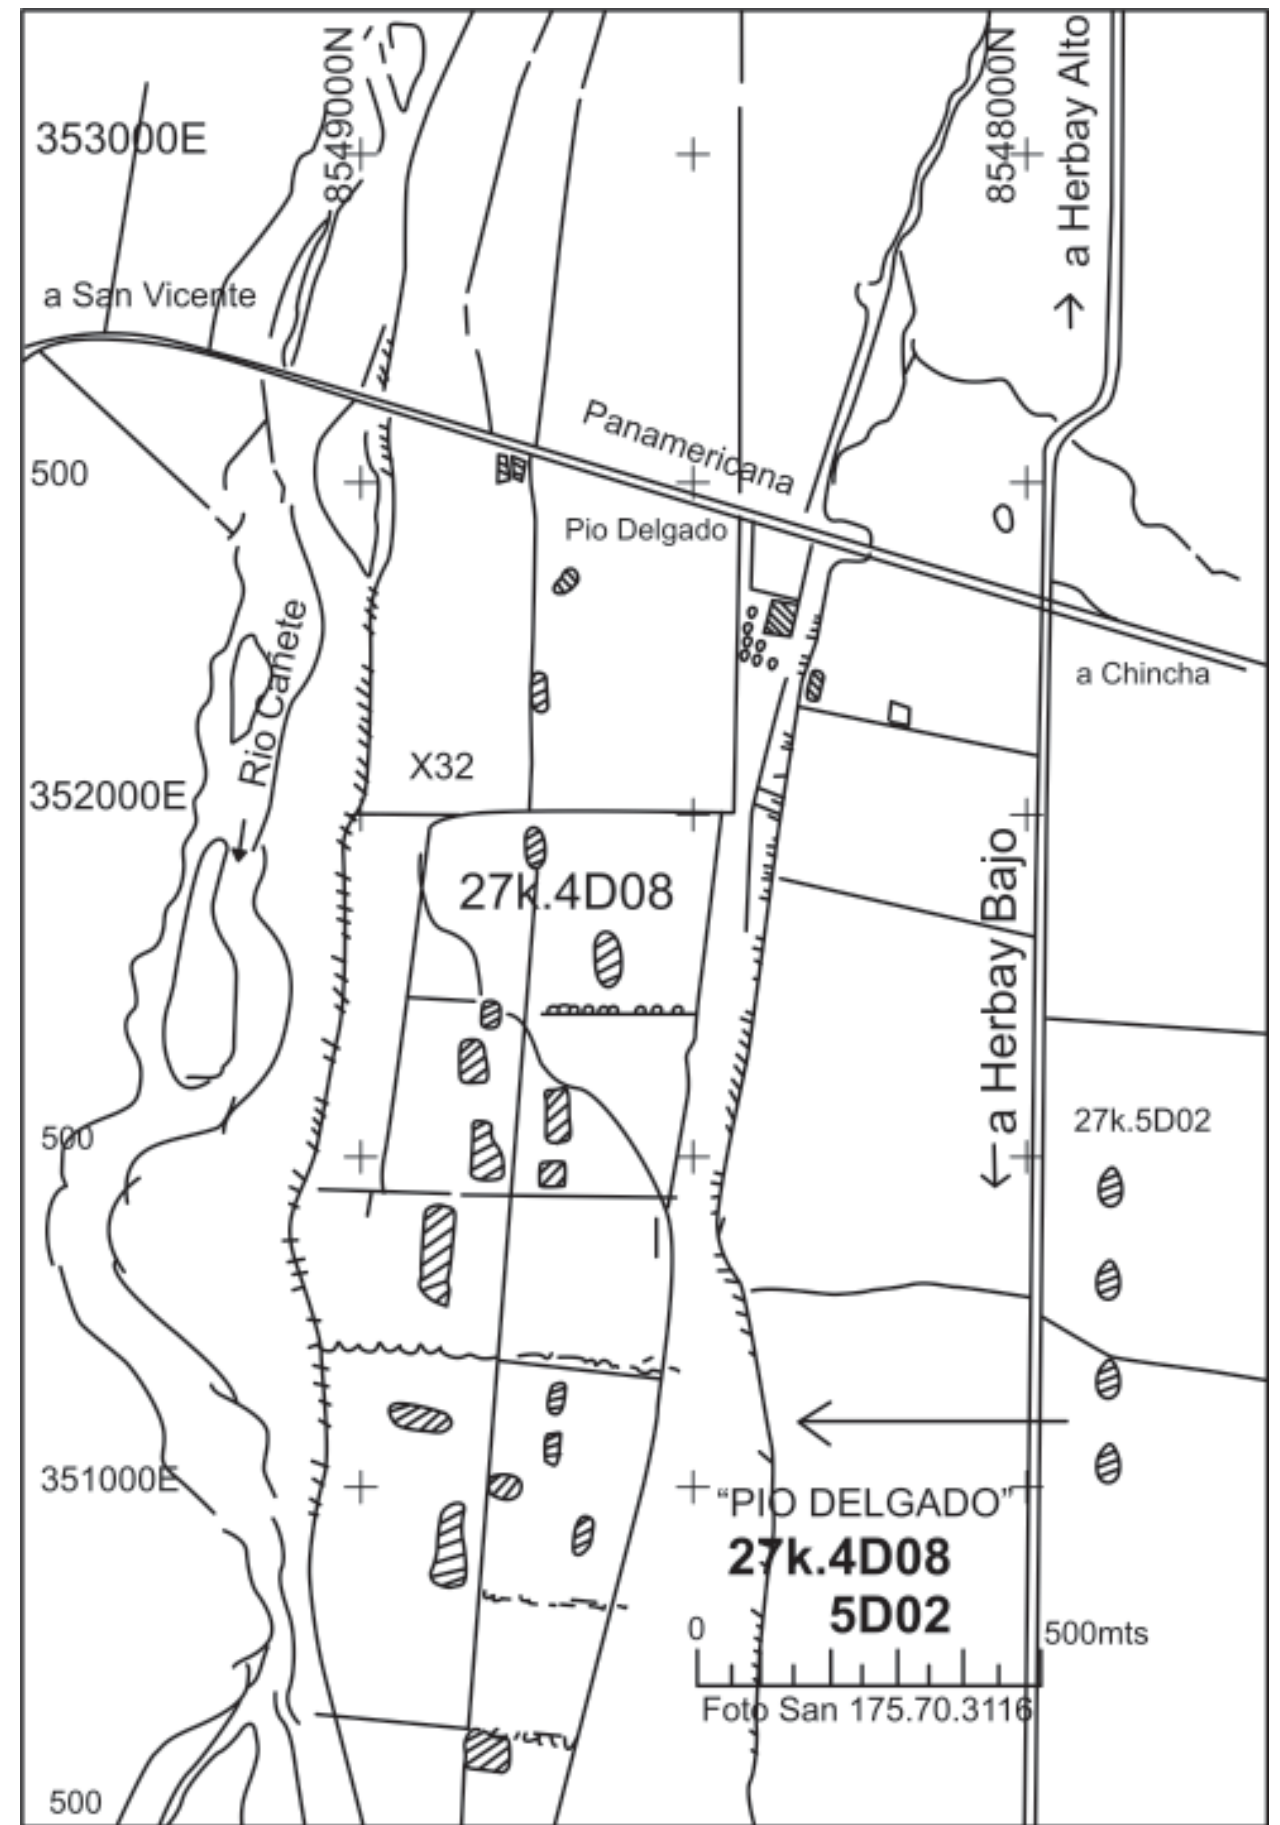 8549000N
8548000N
→ a Herbay Alto
353000E
a San Vicente
Panamericana
500
Pio Delgado
Rio Cañete
a Chincha
X32
352000E
27k.4D08
← a Herbay Bajo
500
27k.5D02
351000E
“PIO DELGADO”
27k.4D08
5D02
0
500mts
Foto San 175.70.3116
500